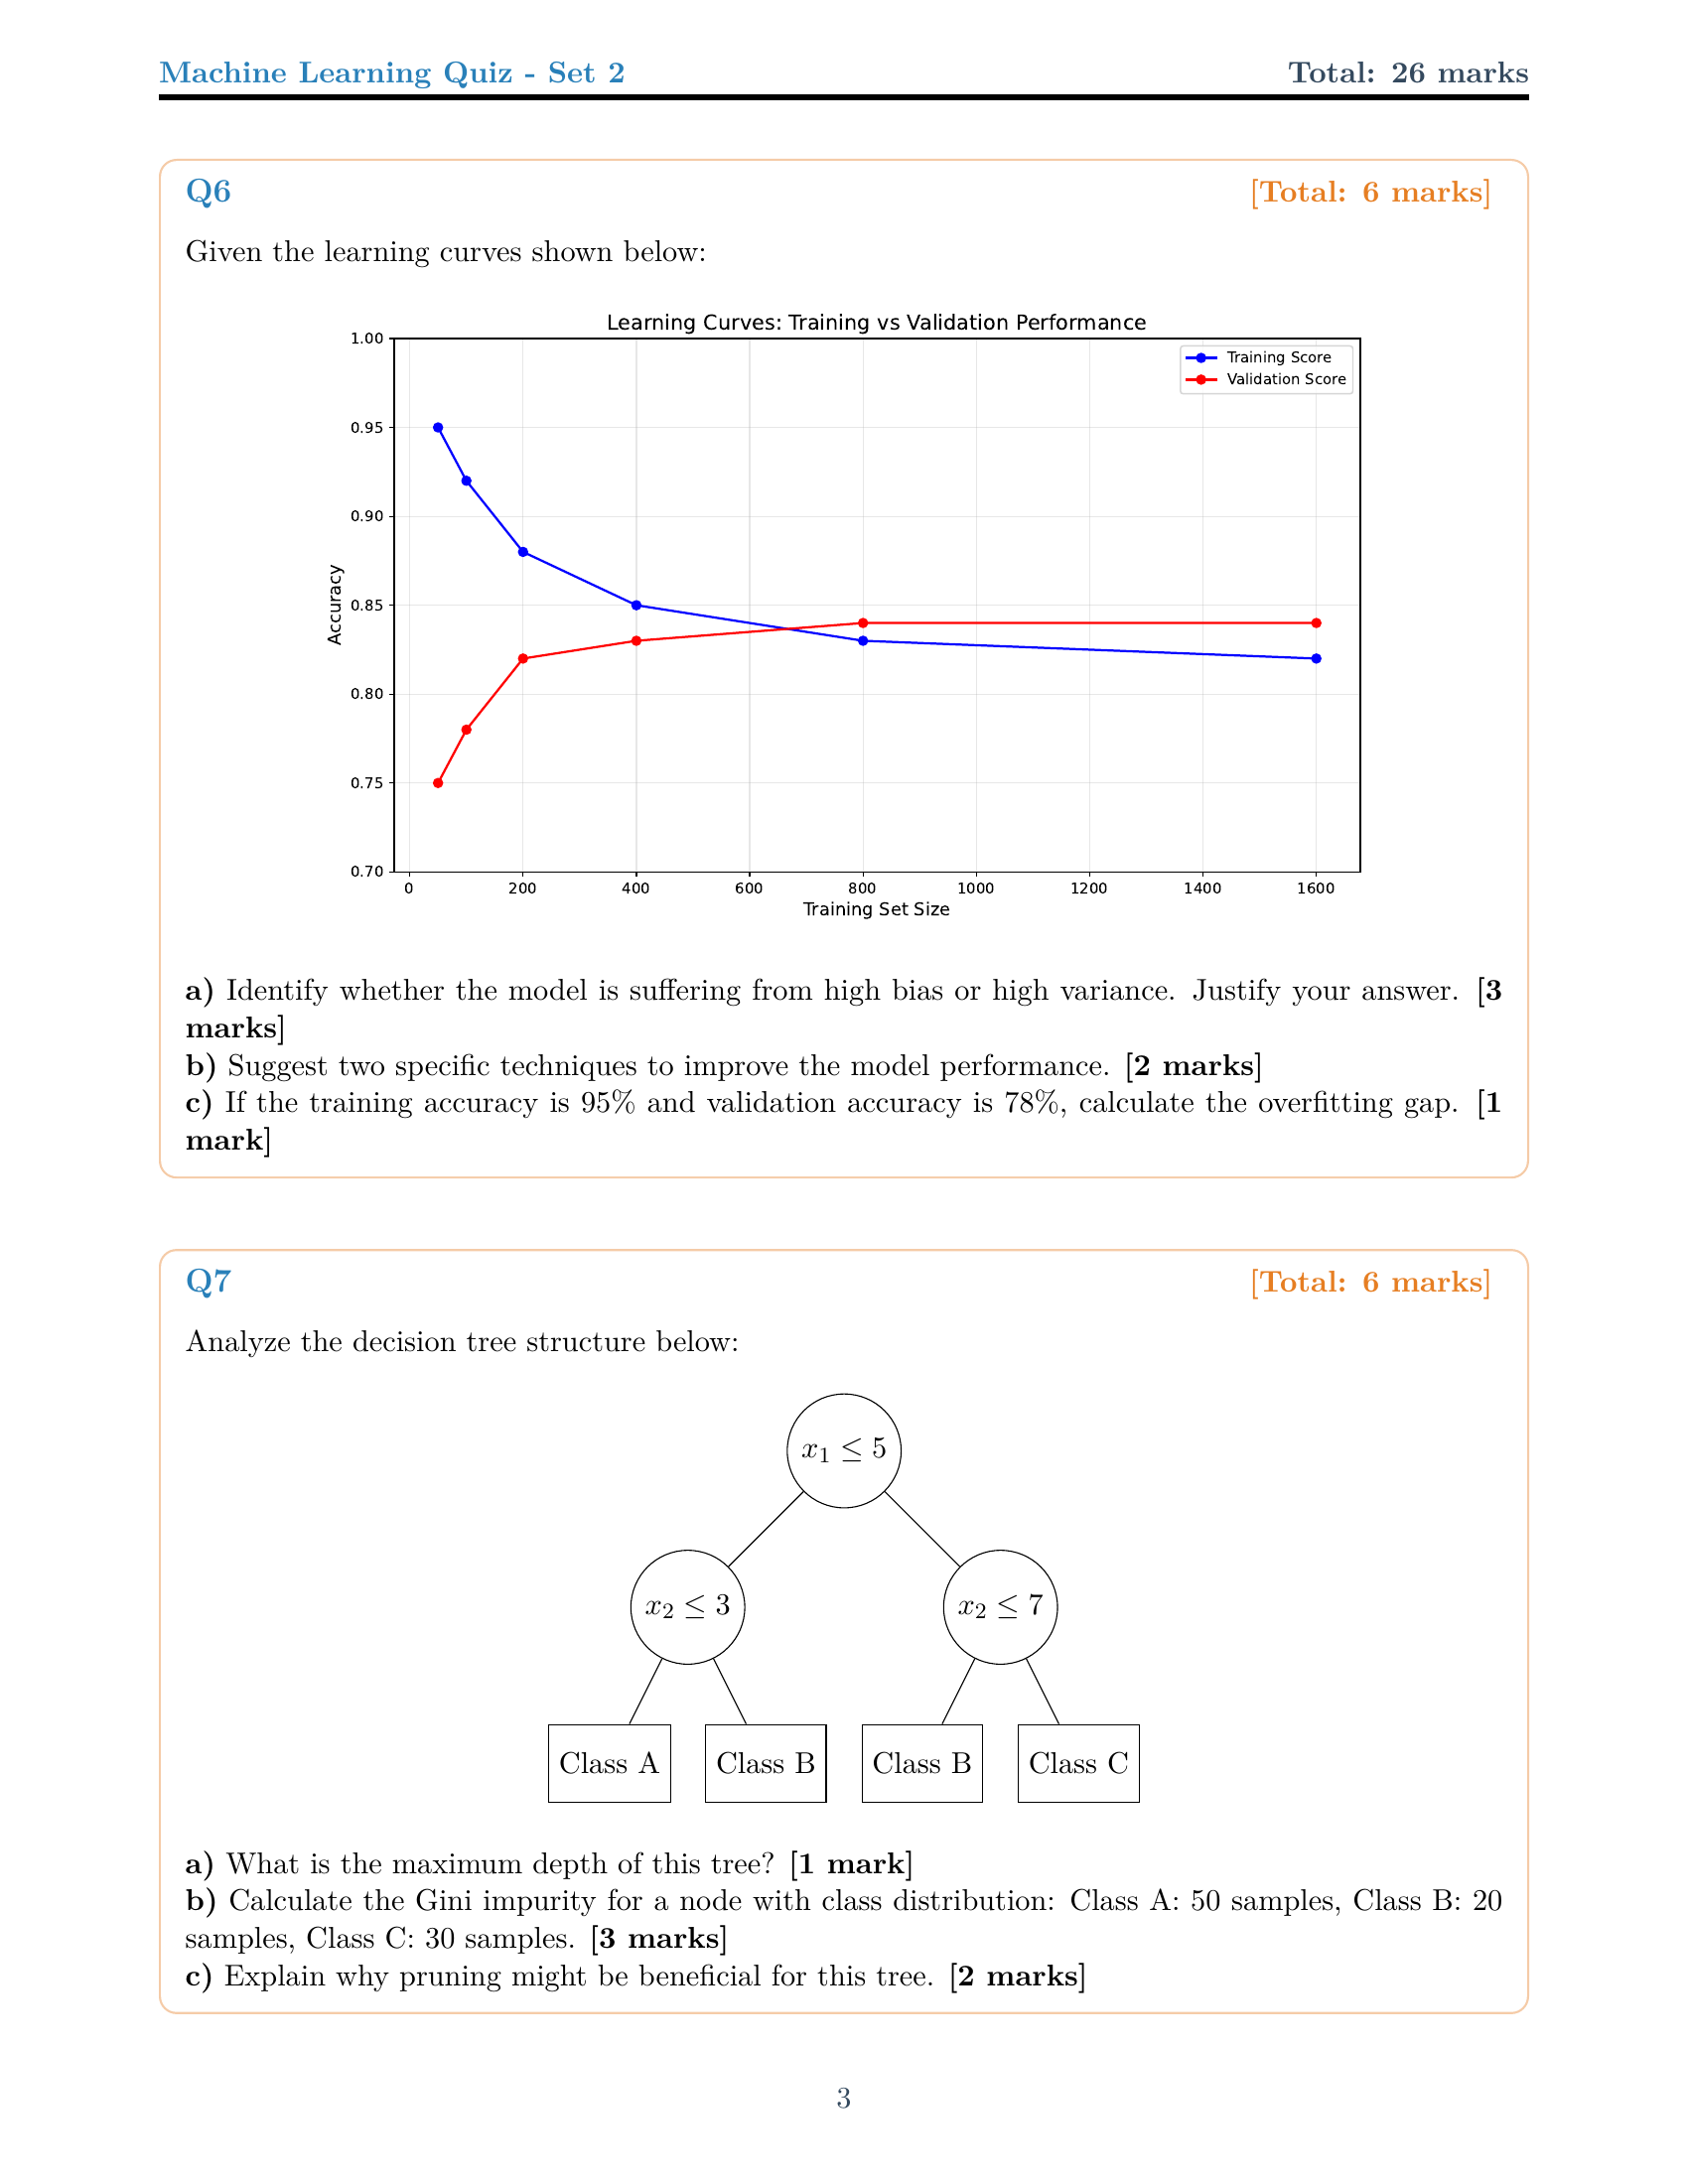 Machine Learning Quiz - Set 2 Total: 26 marks
Q6 [Total: 6 marks]
Given the learning curves shown below:
Learning Curves: Training vs Validation Performance
1.00
0.95
0.90
0.85
0.80
0.75
0.70
Accuracy
Training Score
Validation Score
0 200 400 600 800 1000 1200 1400 1600
Training Set Size
a) Identify whether the model is suffering from high bias or high variance. Justify your answer. [3
marks]
b) Suggest two specific techniques to improve the model performance. [2 marks]
c) If the training accuracy is 95% and validation accuracy is 78%, calculate the overfitting gap. [1
mark]
Q7 [Total: 6 marks]
Analyze the decision tree structure below:
x₁ ≤ 5
x₂ ≤ 3 x₂ ≤ 7
Class A Class B Class B Class C
a) What is the maximum depth of this tree? [1 mark]
b) Calculate the Gini impurity for a node with class distribution: Class A: 50 samples, Class B: 20
samples, Class C: 30 samples. [3 marks]
c) Explain why pruning might be beneficial for this tree. [2 marks]
3